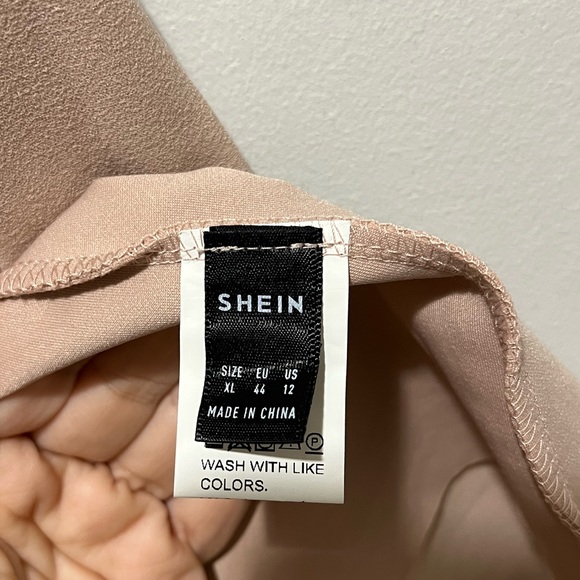 SHEIN
SIZE EU US
XL 44 12
MADE IN CHINA
P
WASH WITH LIKE
COLORS.